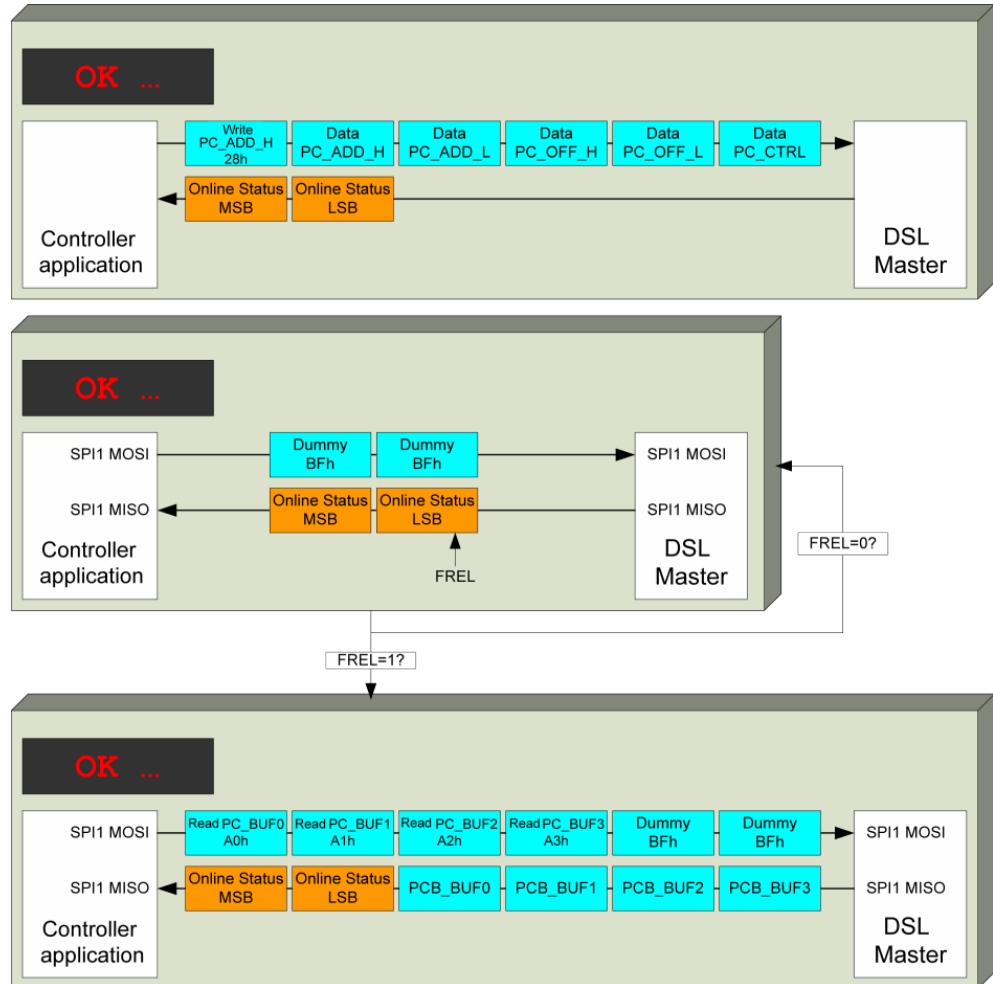 OK ...
Write
PC_ADD_H
28h
Data
PC_ADD_H
Data
PC_ADD_L
Data
PC_OFF_H
Data
PC_OFF_L
Data
PC_CTRL
Online Status
MSB
Online Status
LSB
Controller
application
DSL
Master
OK ...
SPI1 MOSI
Dummy
BFh
Dummy
BFh
SPI1 MOSI
SPI1 MISO
Online Status
MSB
Online Status
LSB
SPI1 MISO
Controller
application
FREL
DSL
Master
FREL=0?
FREL=1?
OK ...
SPI1 MOSI
Read PC_BUF0
A0h
Read PC_BUF1
A1h
Read PC_BUF2
A2h
Read PC_BUF3
A3h
Dummy
BFh
Dummy
BFh
SPI1 MOSI
SPI1 MISO
Online Status
MSB
Online Status
LSB
PCB_BUF0
PCB_BUF1
PCB_BUF2
PCB_BUF3
SPI1 MISO
Controller
application
DSL
Master